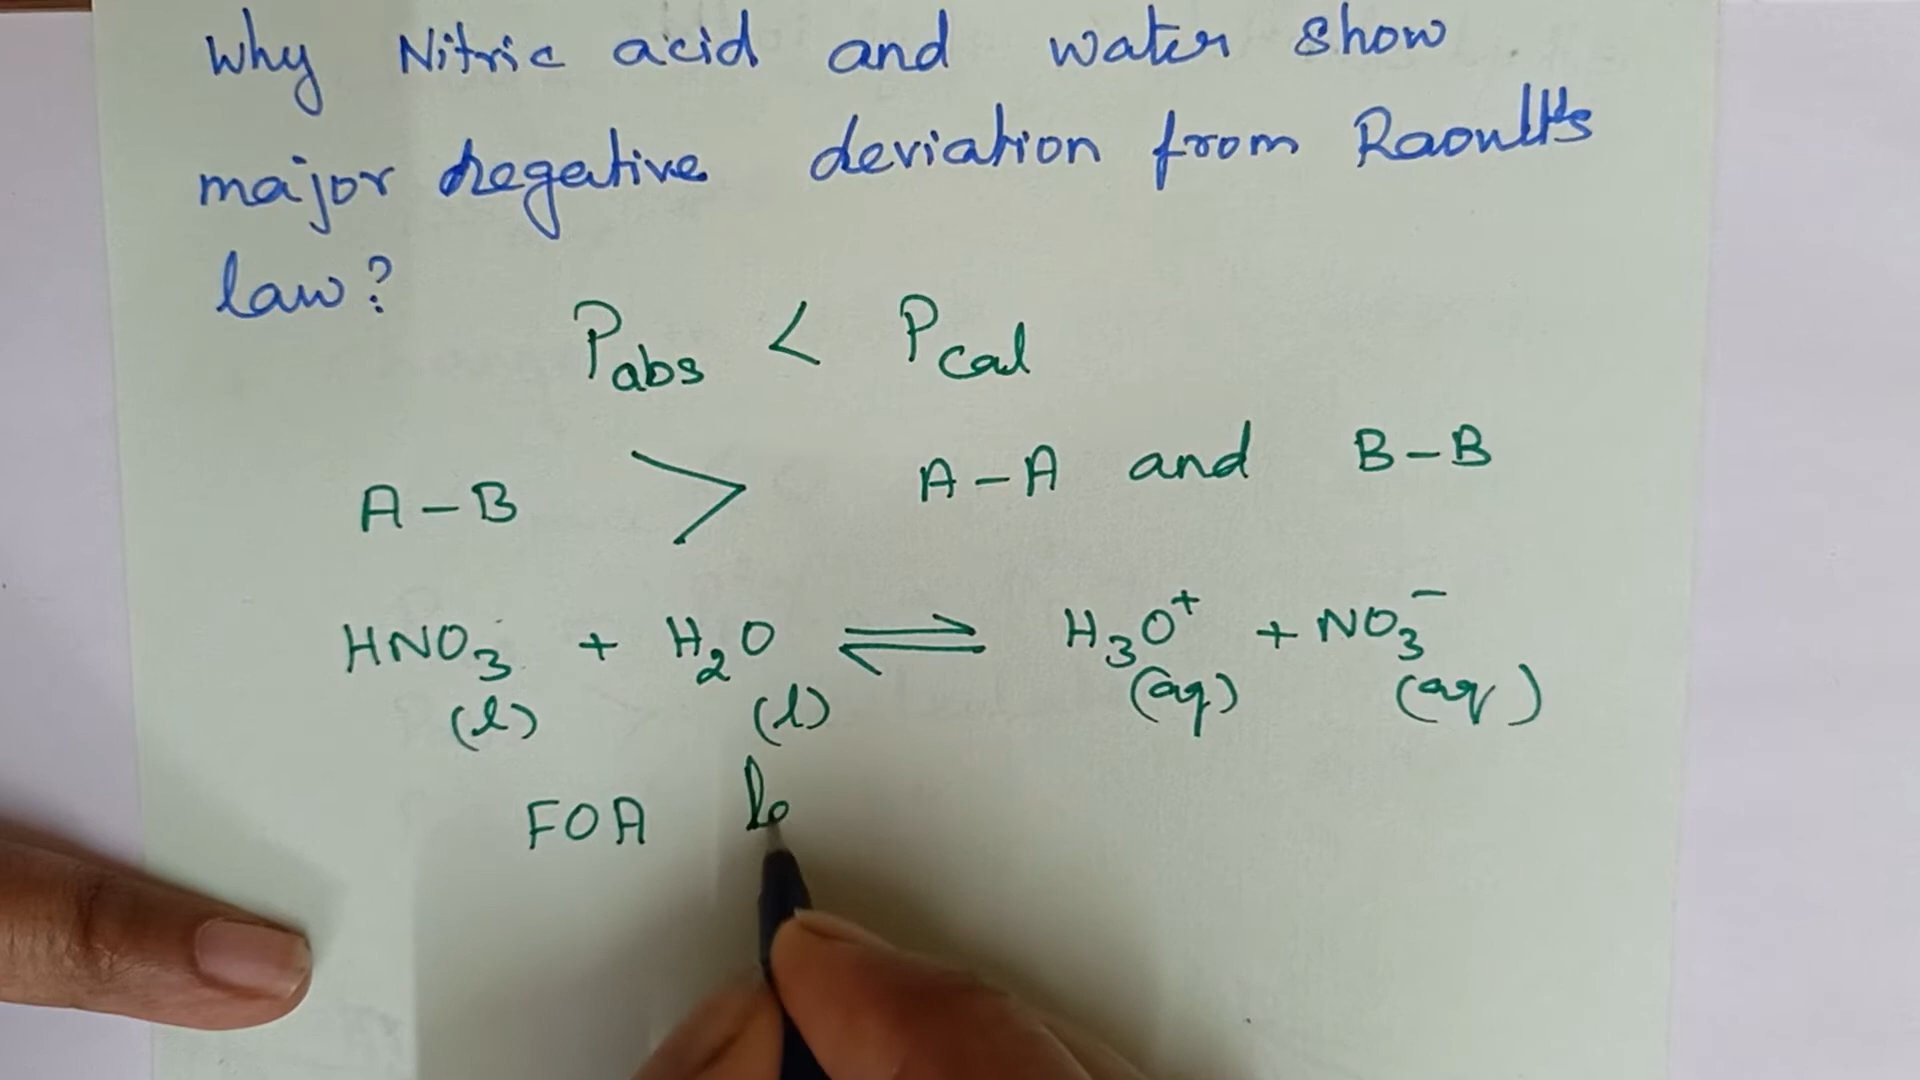 Why Nitric acid and water show
major negative deviation from Raoult's
law?
Pabs < Pcal
A-B > A-A and B-B
HNO3 + H2O ⇌ H3O+ + NO3-
(l) (l) (aq) (aq)
FOA